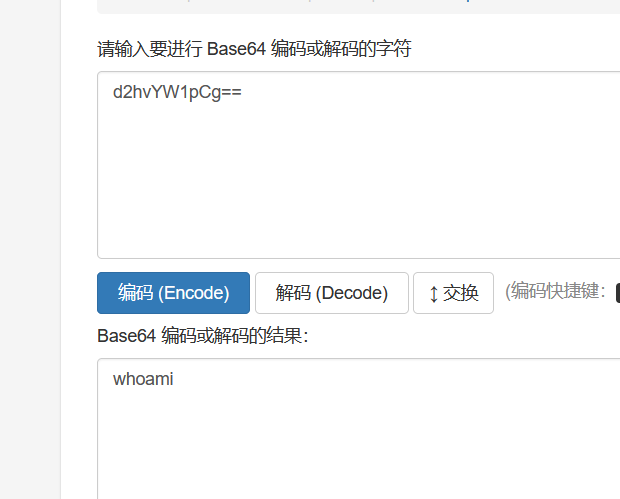 请输入要进行 Base64 编码或解码的字符
d2hvYW1pCg==
编码 (Encode) 解码 (Decode) ↕ 交换 (编码快捷键：
Base64 编码或解码的结果：
whoami